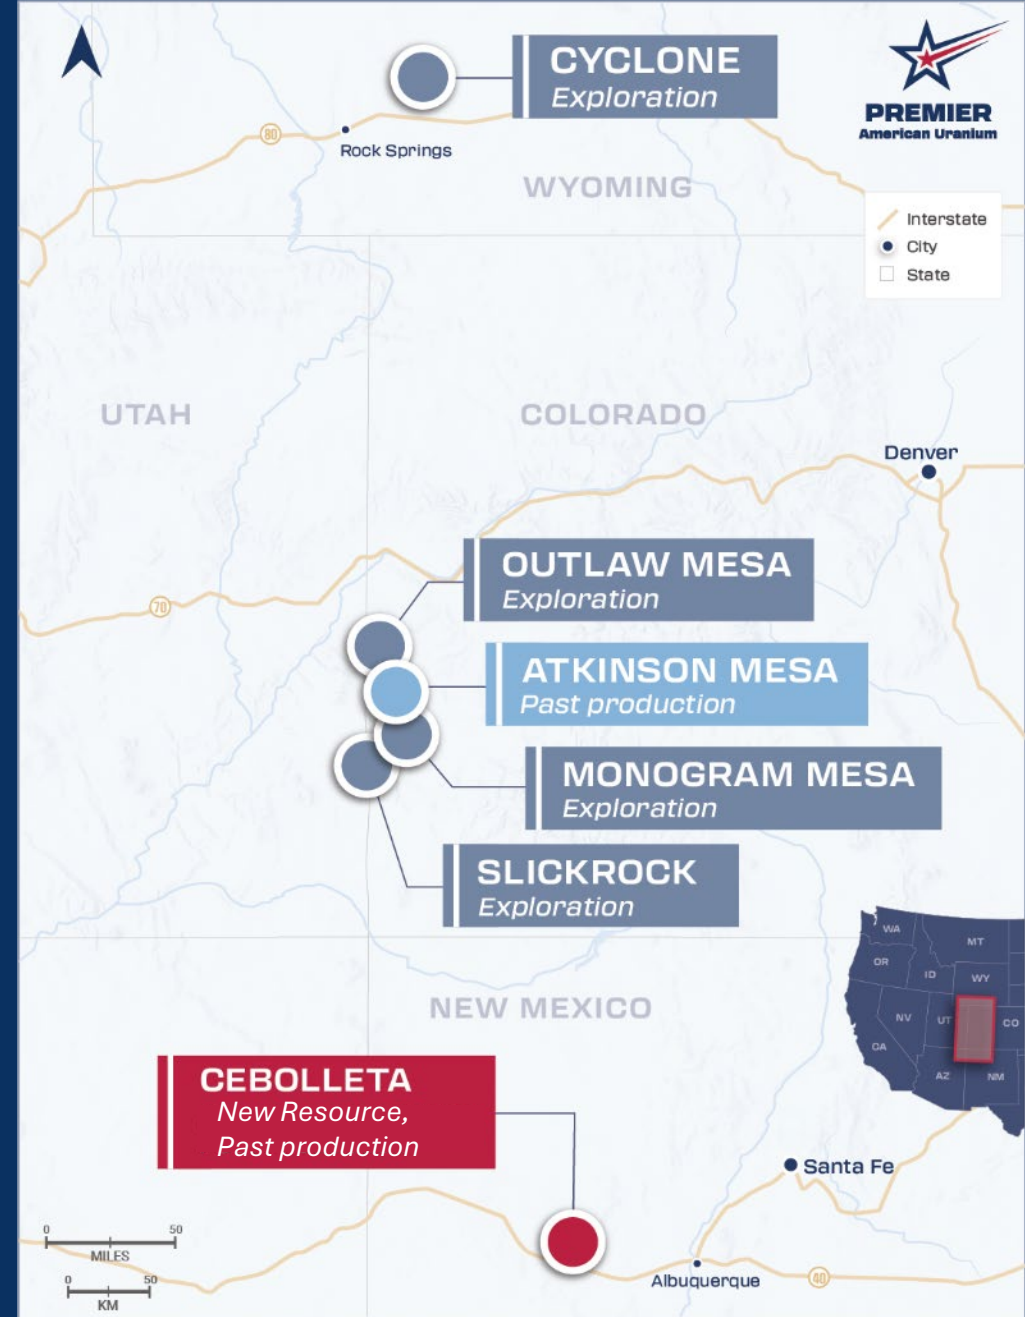 CYCLONE
Exploration
PREMIER
American Uranium
80
Rock Springs
WYOMING
Interstate
City
State
UTAH
COLORADO
Denver
OUTLAW MESA
Exploration
70
ATKINSON MESA
Past production
MONOGRAM MESA
Exploration
SLICKROCK
Exploration
WA
MT
OR
ID
WY
NV
UT
CO
CA
AZ
NM
NEW MEXICO
CEBOLLETA
New Resource,
Past production
Santa Fe
0 50
MILES
0 50
KM
Albuquerque
40